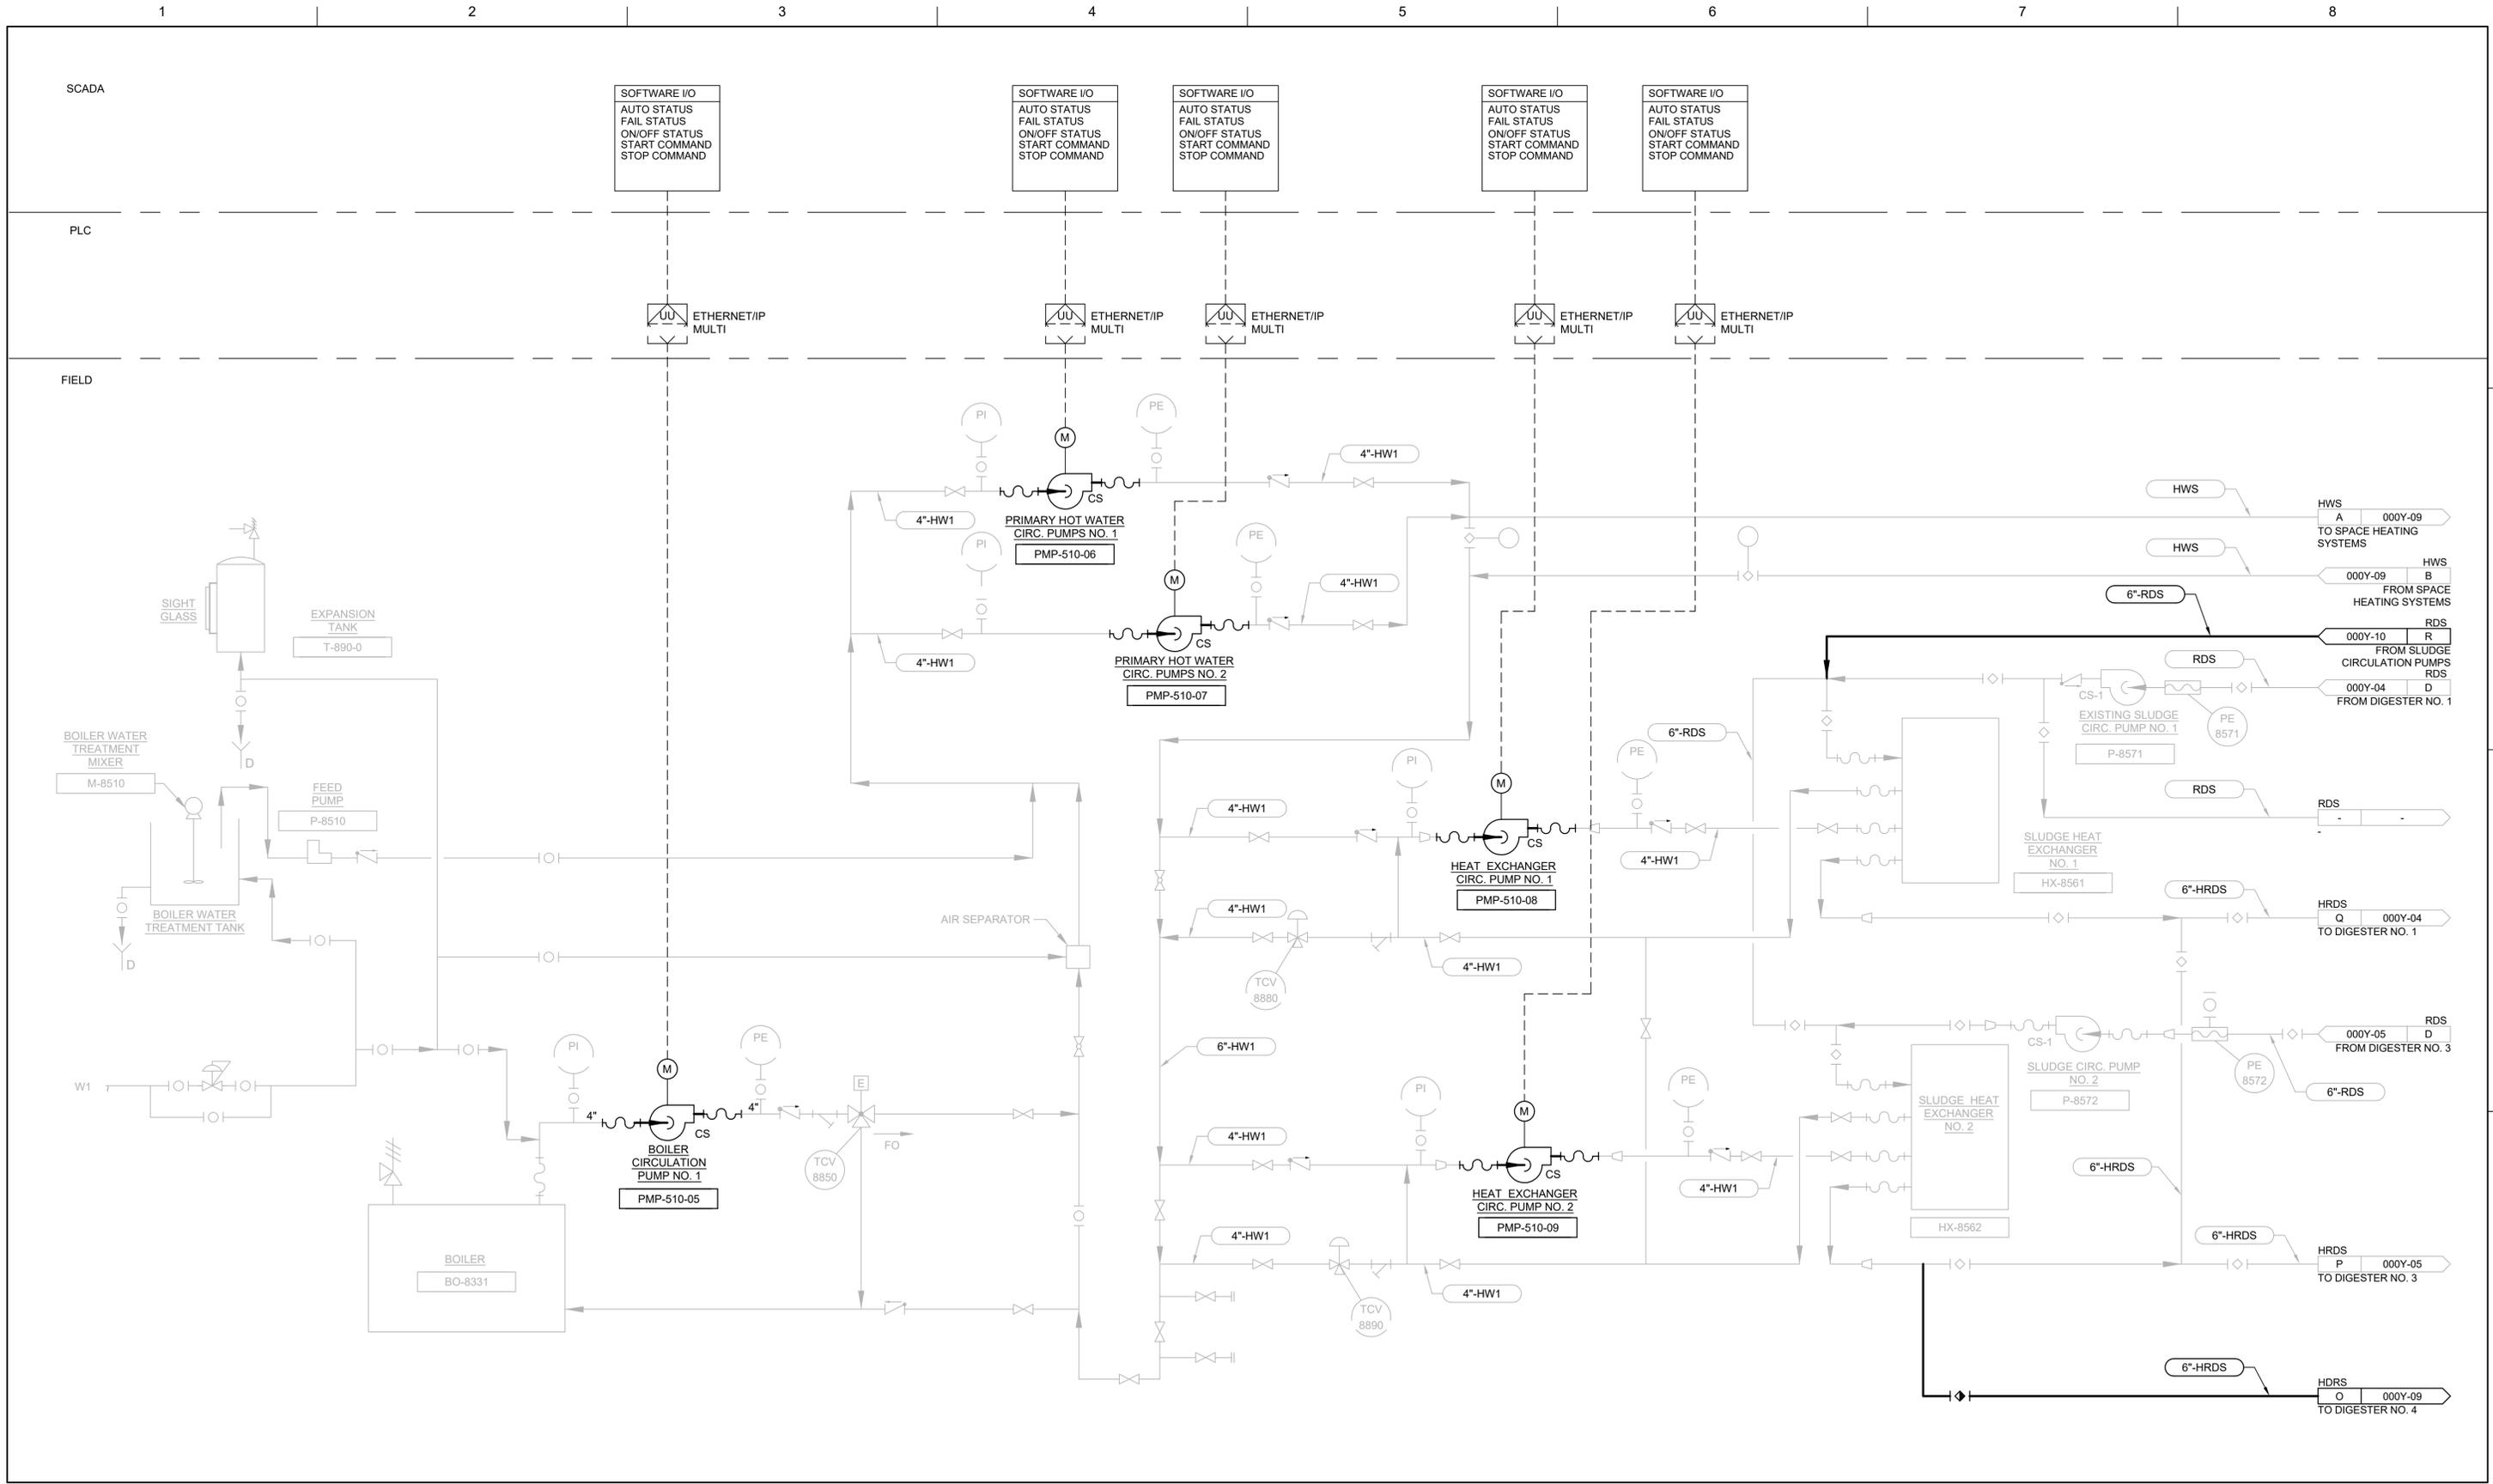 1 2 3 4 5 6 7 8
SCADA
SOFTWARE I/O
AUTO STATUS
FAIL STATUS
ON/OFF STATUS
START COMMAND
STOP COMMAND
SOFTWARE I/O
AUTO STATUS
FAIL STATUS
ON/OFF STATUS
START COMMAND
STOP COMMAND
SOFTWARE I/O
AUTO STATUS
FAIL STATUS
ON/OFF STATUS
START COMMAND
STOP COMMAND
SOFTWARE I/O
AUTO STATUS
FAIL STATUS
ON/OFF STATUS
START COMMAND
STOP COMMAND
SOFTWARE I/O
AUTO STATUS
FAIL STATUS
ON/OFF STATUS
START COMMAND
STOP COMMAND
PLC
UU
ETHERNET/IP
MULTI
UU
ETHERNET/IP
MULTI
UU
ETHERNET/IP
MULTI
UU
ETHERNET/IP
MULTI
UU
ETHERNET/IP
MULTI
FIELD
PI
M
PE
CS
4"-HW1
4"-HW1
PRIMARY HOT WATER
CIRC. PUMPS NO. 1
PMP-510-06
PI
M
PE
CS
4"-HW1
4"-HW1
PRIMARY HOT WATER
CIRC. PUMPS NO. 2
PMP-510-07
HWS
HWS
A 000Y-09
TO SPACE HEATING
SYSTEMS
HWS
HWS
000Y-09 B
FROM SPACE
HEATING SYSTEMS
6"-RDS
RDS
000Y-10 R
FROM SLUDGE
CIRCULATION PUMPS
RDS
RDS
000Y-04 D
FROM DIGESTER NO. 1
CS-1
EXISTING SLUDGE
CIRC. PUMP NO. 1
P-8571
PE
8571
SIGHT
GLASS
EXPANSION
TANK
T-890-0
D
BOILER WATER
TREATMENT
MIXER
M-8510
FEED
PUMP
P-8510
BOILER WATER
TREATMENT TANK
D
AIR SEPARATOR
6"-RDS
4"-HW1
PI
M
PE
CS
4"-HW1
HEAT EXCHANGER
CIRC. PUMP NO. 1
PMP-510-08
4"-HW1
TCV
8880
4"-HW1
RDS
RDS
- -
-
SLUDGE HEAT
EXCHANGER
NO. 1
HX-8561
6"-HRDS
HRDS
Q 000Y-04
TO DIGESTER NO. 1
W1
PI
M
PE
4"
4"
CS
BOILER
CIRCULATION
PUMP NO. 1
PMP-510-05
E
FO
TCV
8850
BOILER
BO-8331
6"-HW1
4"-HW1
PI
M
PE
CS
4"-HW1
HEAT EXCHANGER
CIRC. PUMP NO. 2
PMP-510-09
4"-HW1
TCV
8890
4"-HW1
CS-1
SLUDGE CIRC. PUMP
NO. 2
P-8572
PE
8572
RDS
000Y-05 D
FROM DIGESTER NO. 3
6"-RDS
SLUDGE HEAT
EXCHANGER
NO. 2
HX-8562
6"-HRDS
6"-HRDS
HRDS
P 000Y-05
TO DIGESTER NO. 3
6"-HRDS
HDRS
O 000Y-09
TO DIGESTER NO. 4